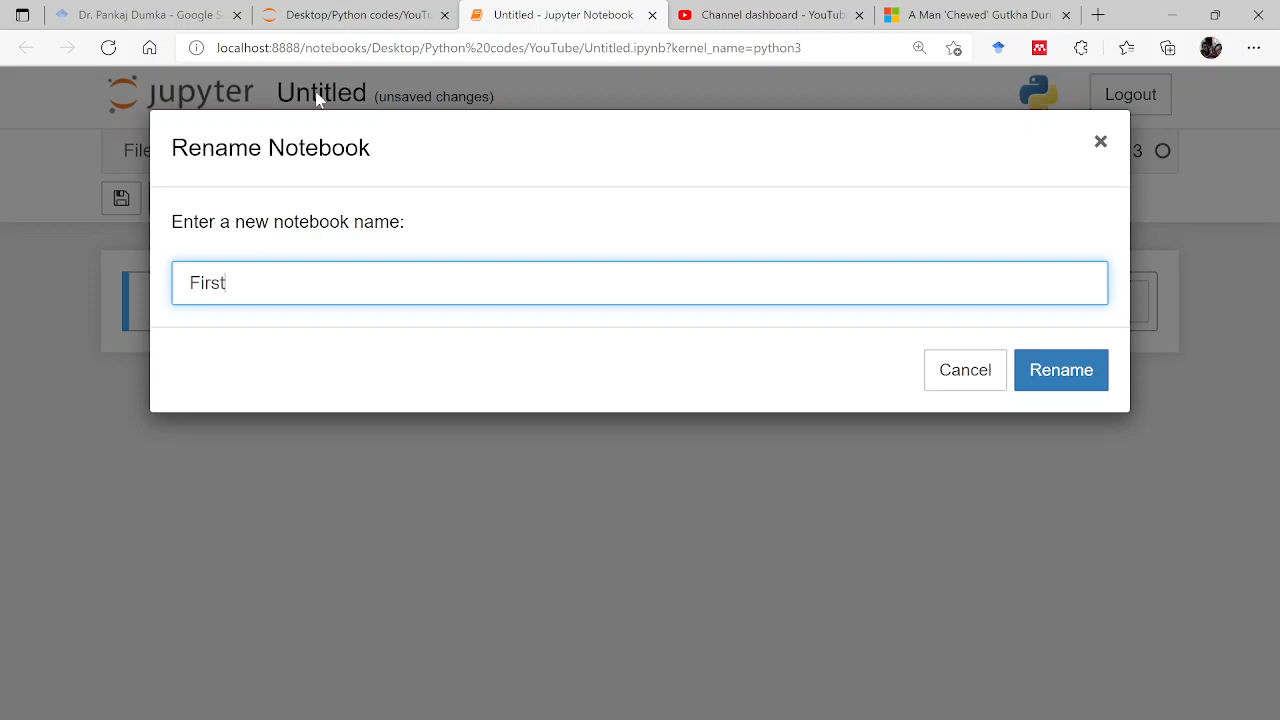 Dr. Pankaj Dumka - Google S
Desktop/Python codes/YouTu
Untitled - Jupyter Notebook
Channel dashboard - YouTub
A Man 'Chewed' Gutkha Duri
localhost:8888/notebooks/Desktop/Python%20codes/YouTube/Untitled.ipynb?kernel_name=python3
jupyter Untitled (unsaved changes)
Logout
File
3
Rename Notebook
Enter a new notebook name:
First
Cancel
Rename